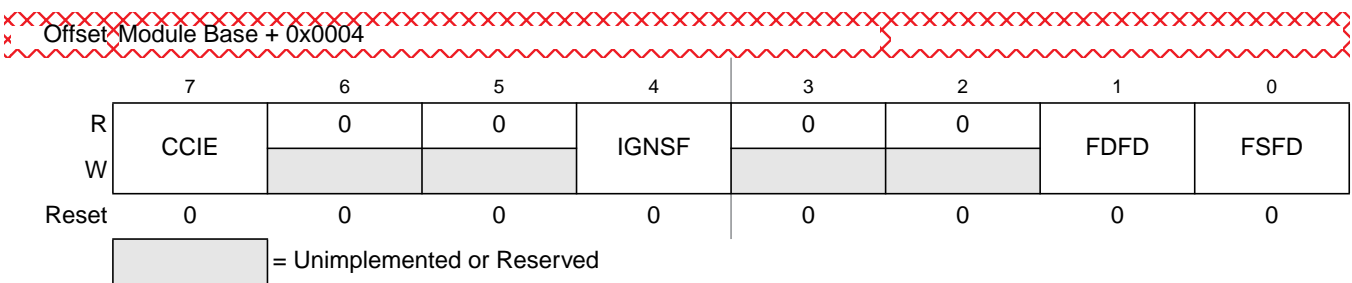 Offset Module Base + 0x0004
7 6 5 4 3 2 1 0
R CCIE 0 0 IGNSF 0 0 FDFD FSFD
W
Reset 0 0 0 0 0 0 0 0
= Unimplemented or Reserved